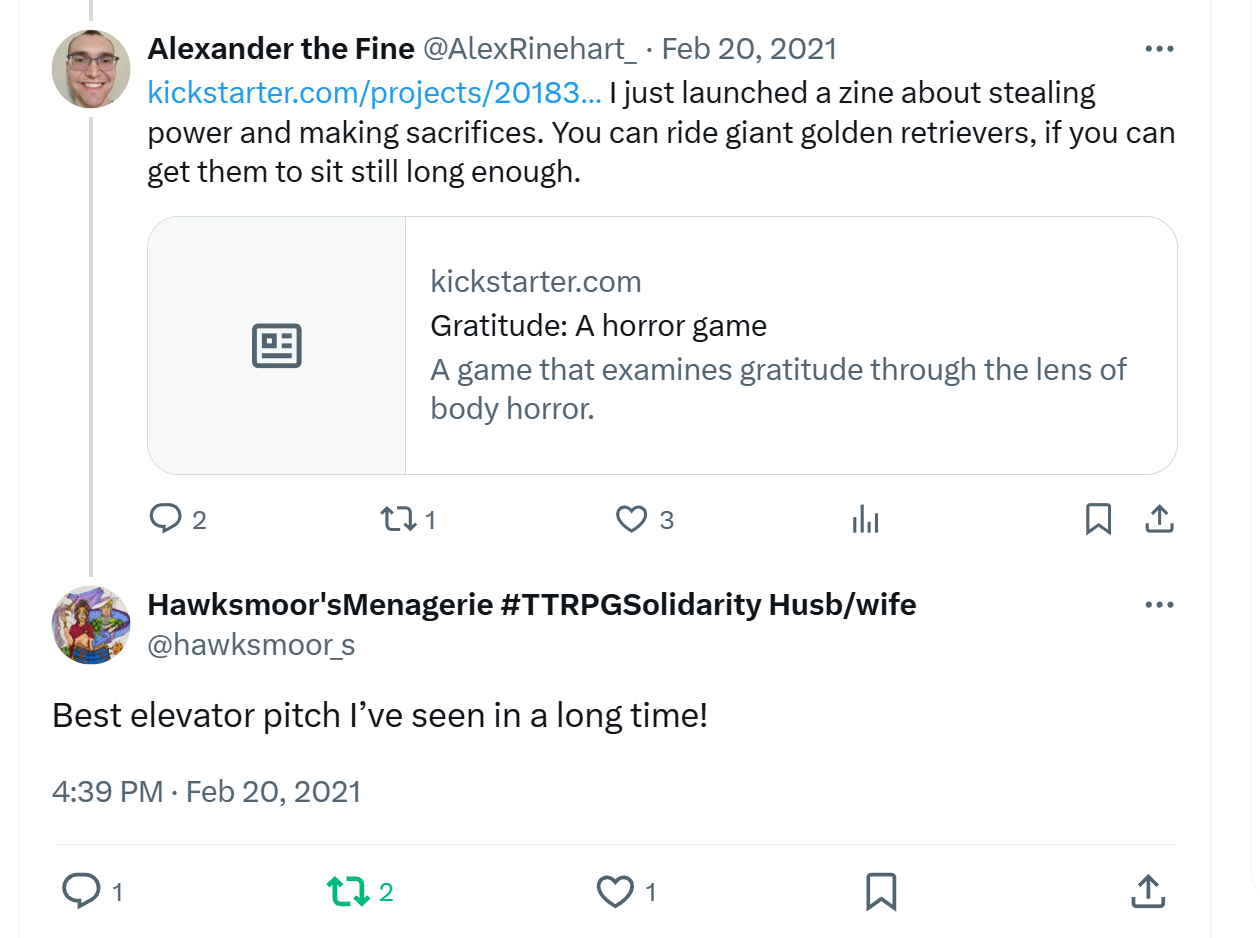 Alexander the Fine @AlexRinehart_ · Feb 20, 2021
kickstarter.com/projects/20183... I just launched a zine about stealing
power and making sacrifices. You can ride giant golden retrievers, if you can
get them to sit still long enough.
kickstarter.com
Gratitude: A horror game
A game that examines gratitude through the lens of
body horror.
2 1 3
Hawksmoor'sMenagerie #TTRPGSolidarity Husb/wife
@hawksmoor_s
Best elevator pitch I’ve seen in a long time!
4:39 PM · Feb 20, 2021
1 2 1